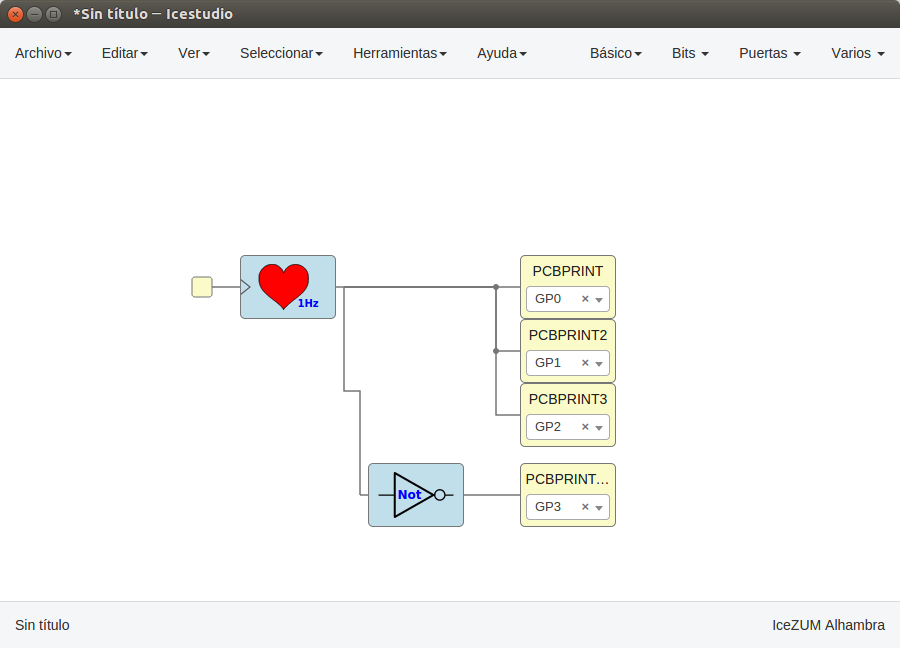 *Sin título — Icestudio
Archivo Editar Ver Seleccionar Herramientas Ayuda Básico Bits Puertas Varios
1Hz
PCBPRINT
GP0 ×
PCBPRINT2
GP1 ×
PCBPRINT3
GP2 ×
Not
PCBPRINT...
GP3 ×
Sin título IceZUM Alhambra